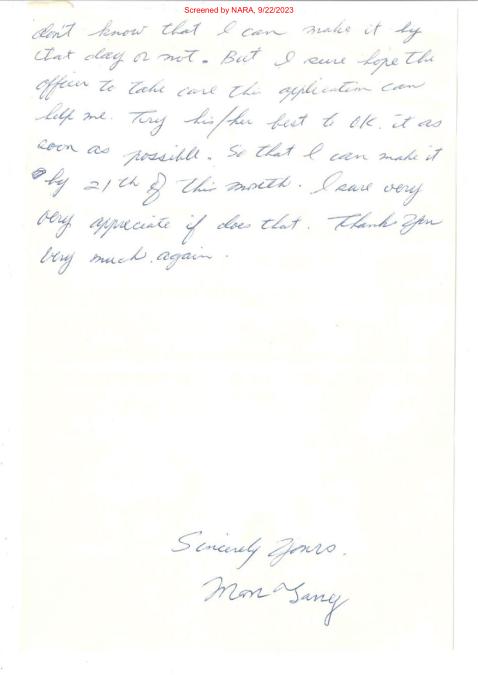 Screened by NARA, 9/22/2023
don't know that I can make it by
that day or not. But I sure hope the
officer to take care this application can
help me. Try his/her best to OK. it as
soon as possible. So that I can make it
by 21th of this month. I sure very
very appreciate if does that. Thank You
very much again.
Sincerely Yours.